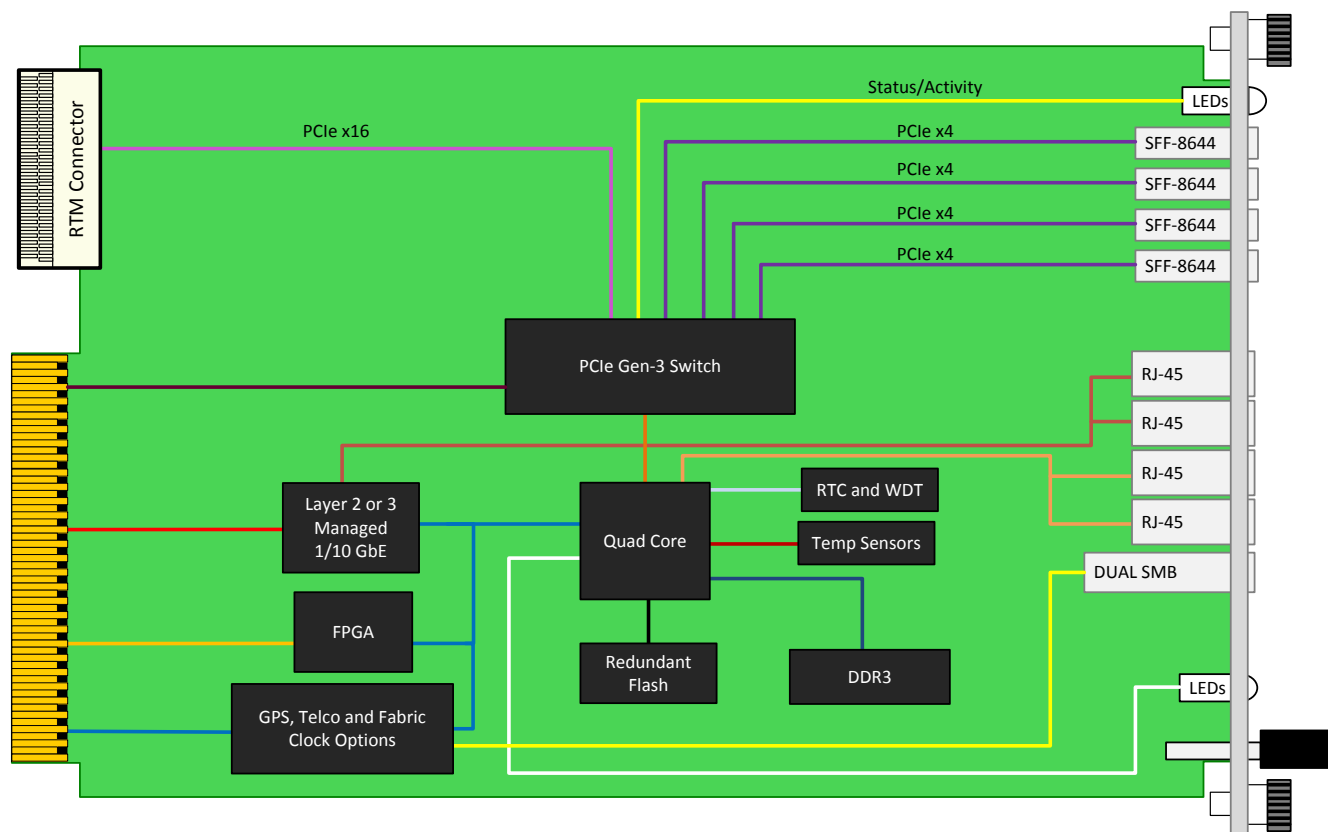 Status/Activity
LEDs
PCIe x16
PCIe x4
SFF-8644
PCIe x4
SFF-8644
PCIe x4
SFF-8644
PCIe x4
SFF-8644
RTM Connector
PCIe Gen-3 Switch
RJ-45
RJ-45
RJ-45
RJ-45
Layer 2 or 3
Managed
1/10 GbE
Quad Core
RTC and WDT
Temp Sensors
DUAL SMB
FPGA
Redundant
Flash
DDR3
LEDs
GPS, Telco and Fabric
Clock Options